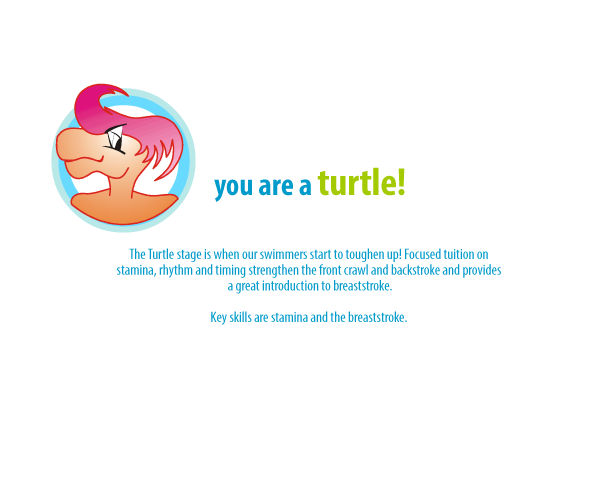 you are a turtle!
The Turtle stage is when our swimmers start to toughen up! Focused tuition on
stamina, rhythm and timing strengthen the front crawl and backstroke and provides
a great introduction to breaststroke.
Key skills are stamina and the breaststroke.